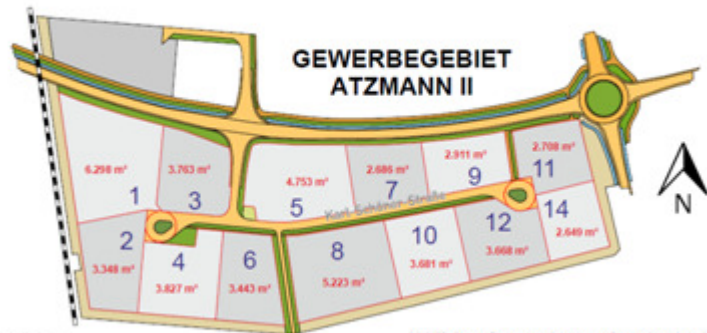 GEWERBEGEBIET
ATZMANN II
6.298 m²
1
3.763 m²
3
4.753 m²
5
2.686 m²
7
2.911 m²
9
2.708 m²
11
N
Karl-Schöner-Straße
2
3.348 m²
4
3.827 m²
6
3.443 m²
8
5.223 m²
10
3.681 m²
12
3.668 m²
14
2.649 m²